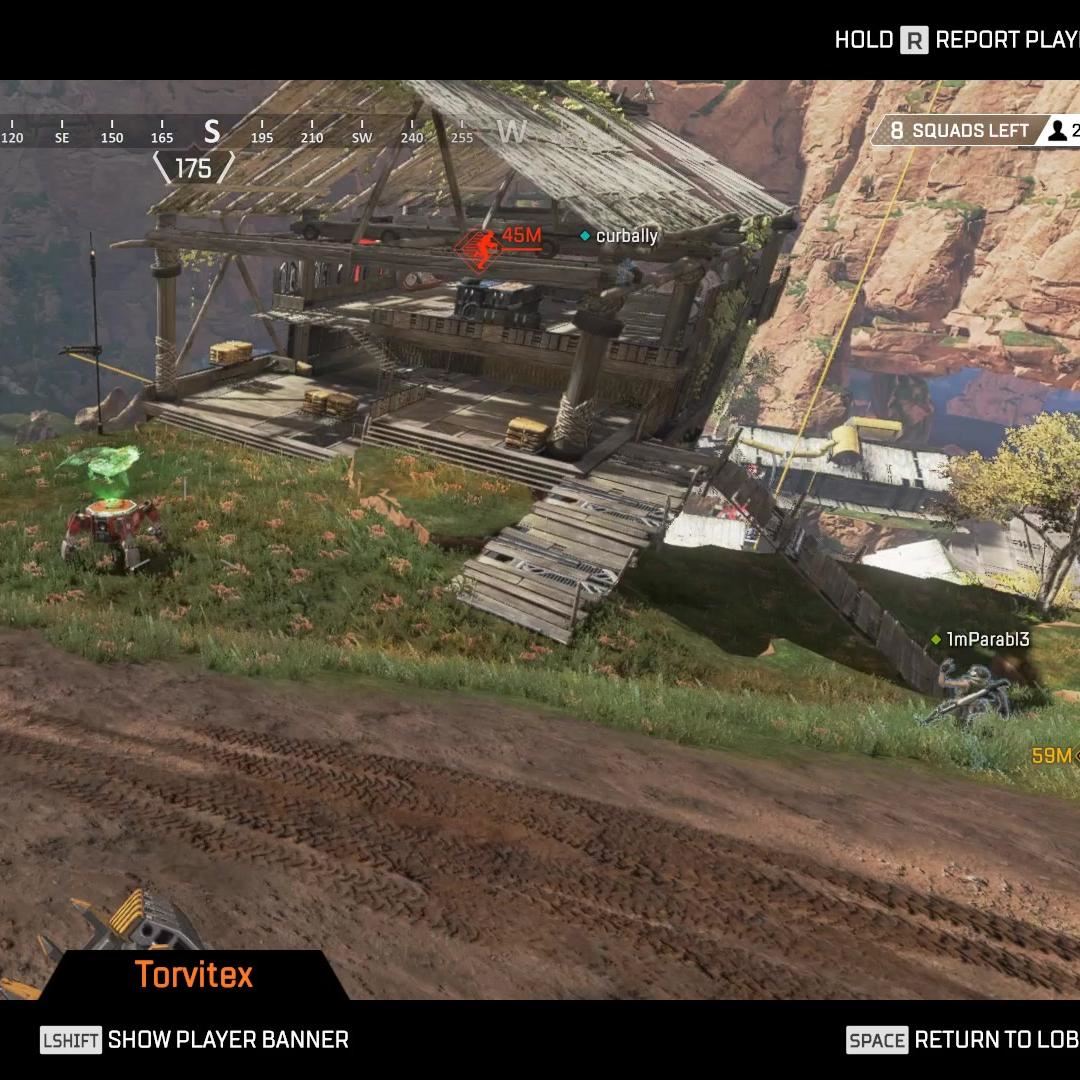 HOLD R REPORT PLAY
120 SE 150 165 S 195 210 SW 240 255 W
8 SQUADS LEFT 2
175
45M
curbally
1mParabl3
59M
Torvitex
LSHIFT SHOW PLAYER BANNER
SPACE RETURN TO LOB